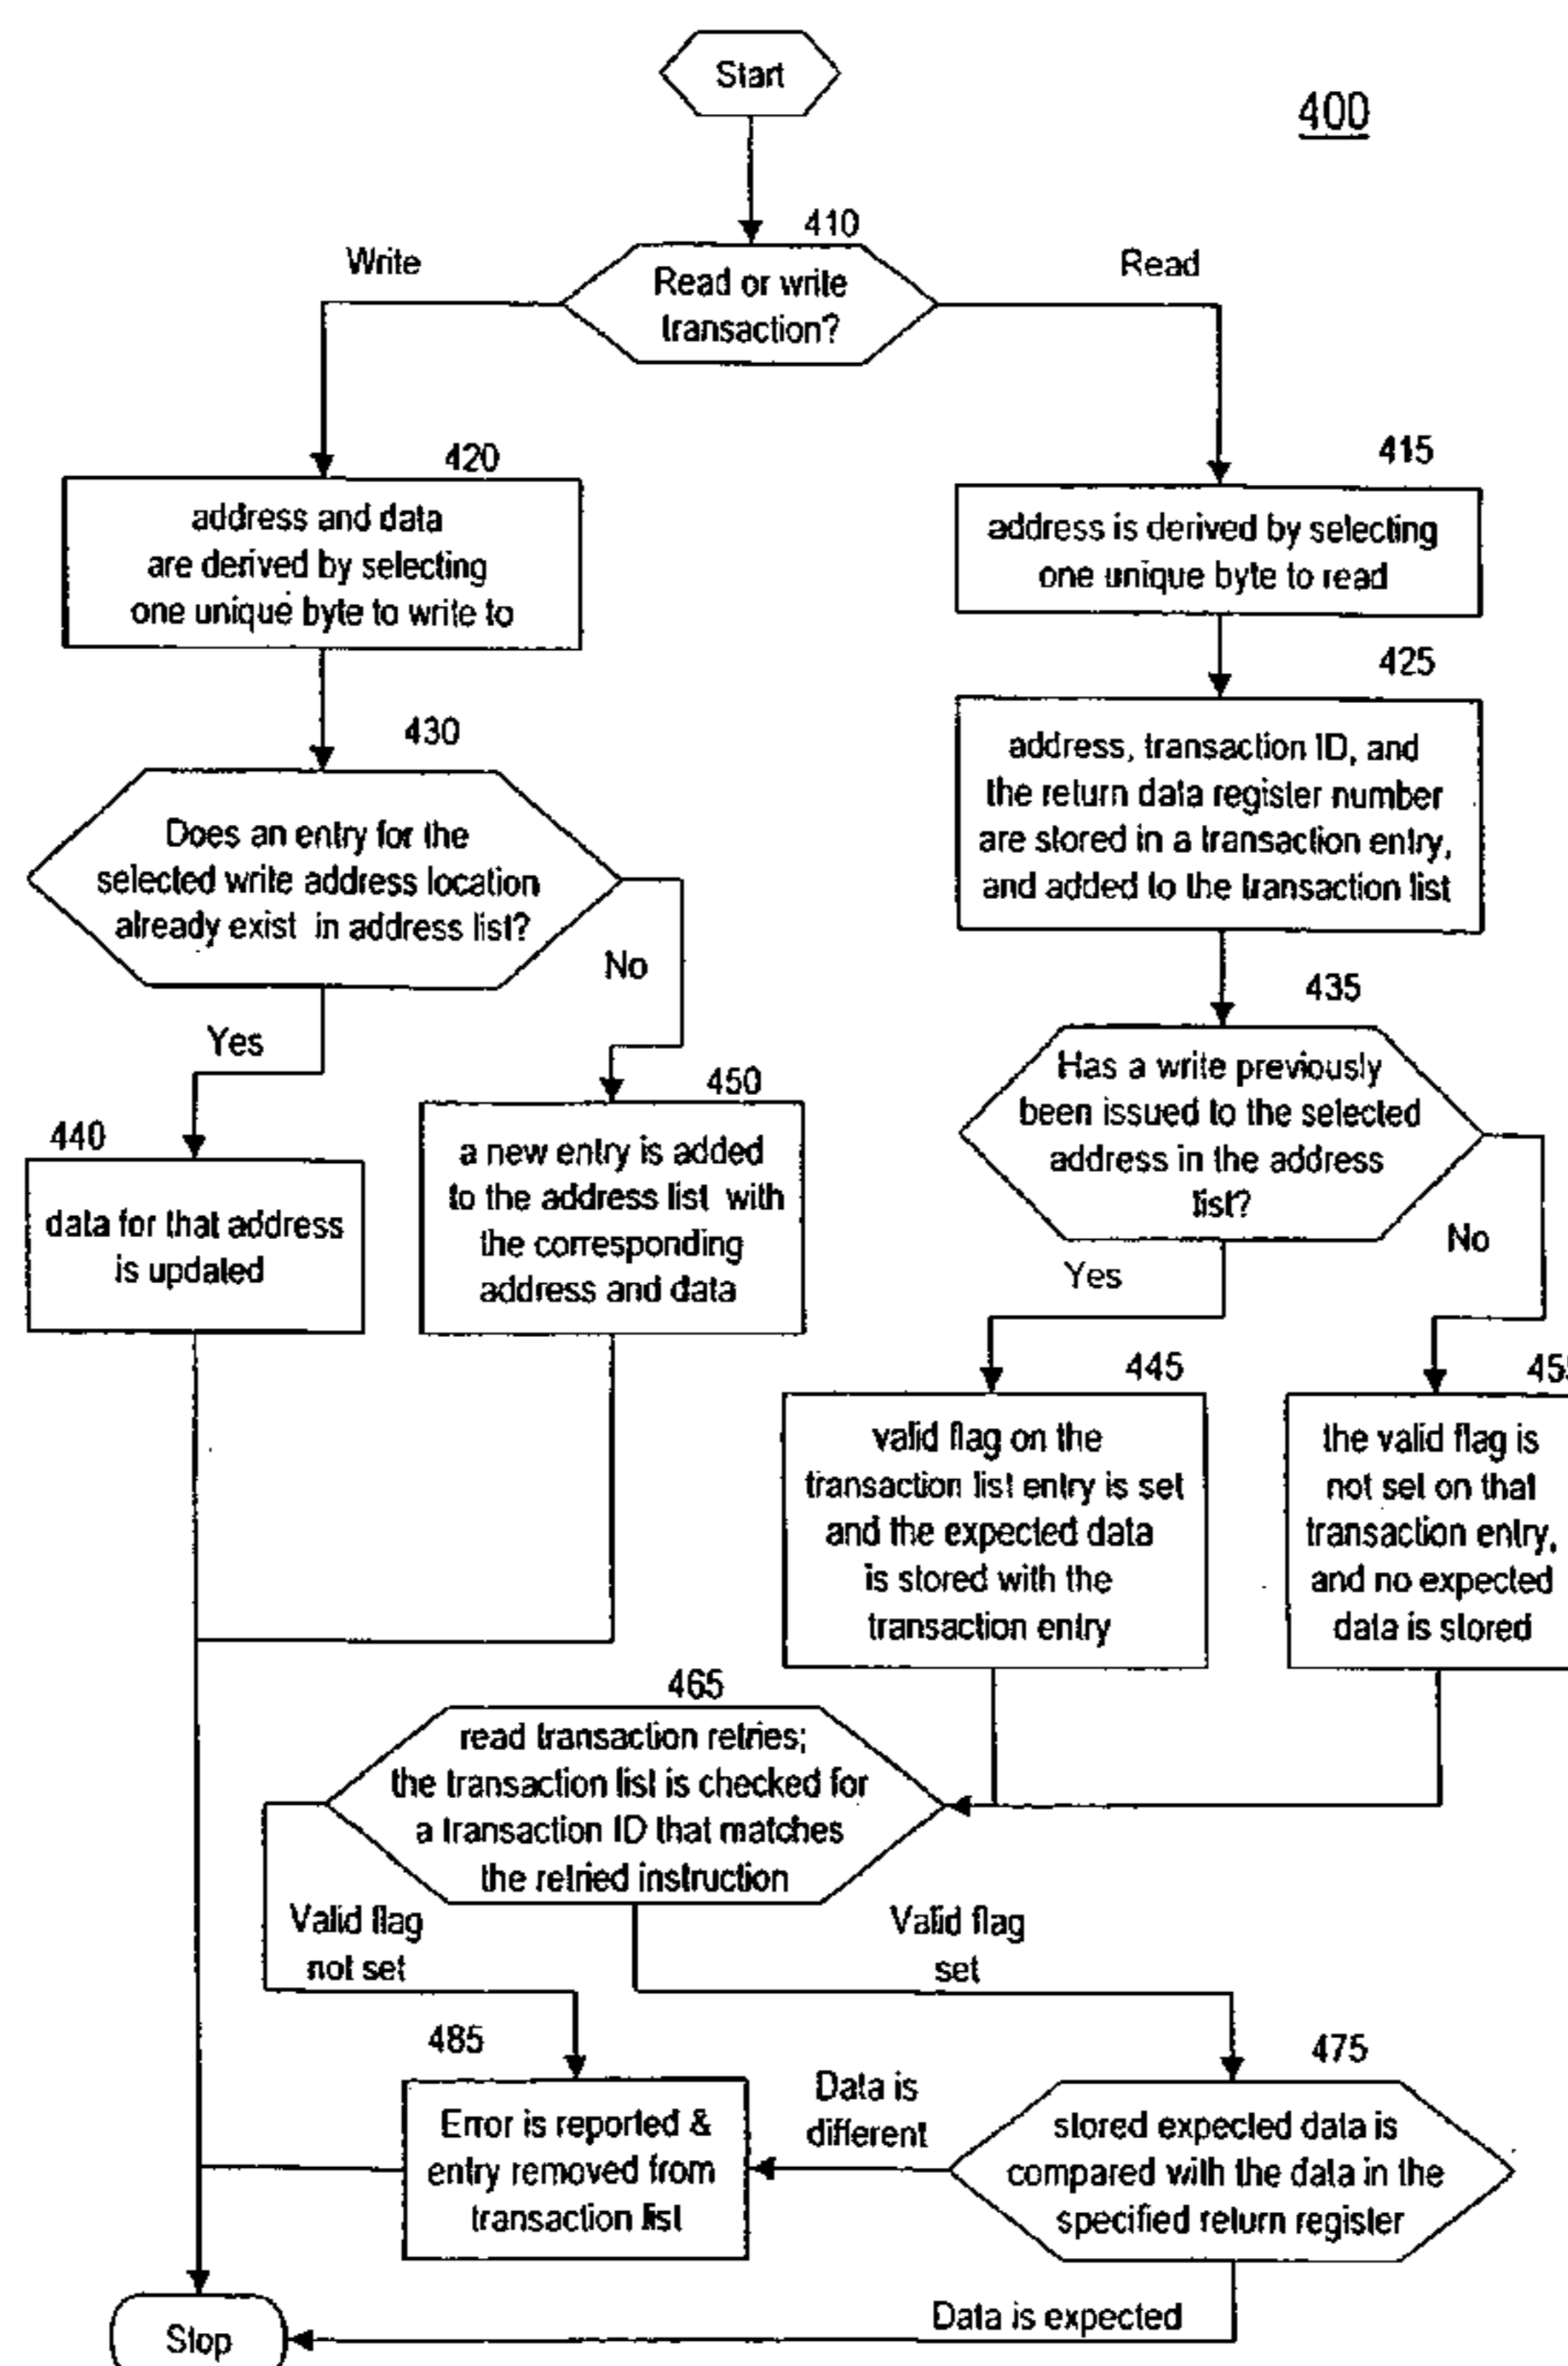 Start
400
410
Write
Read or write
transaction?
Read
420
address and data
are derived by selecting
one unique byte to write to
415
address is derived by selecting
one unique byte to read
425
address, transaction ID, and
the return data register number
are stored in a transaction entry,
and added to the transaction list
430
Does an entry for the
selected write address location
already exist in address list?
No
Yes
435
Has a write previously
been issued to the selected
address in the address
list?
No
Yes
440
data for that address
is updated
450
a new entry is added
to the address list with
the corresponding
address and data
445
valid flag on the
transaction list entry is set
and the expected data
is stored with the
transaction entry
45
the valid flag is
not set on that
transaction entry,
and no expected
data is stored
465
read transaction retries;
the transaction list is checked for
a transaction ID that matches
the retried instruction
Valid flag
not set
Valid flag
set
485
Error is reported &
entry removed from
transaction list
Data is
different
475
stored expected data is
compared with the data in the
specified return register
Data is expected
Stop